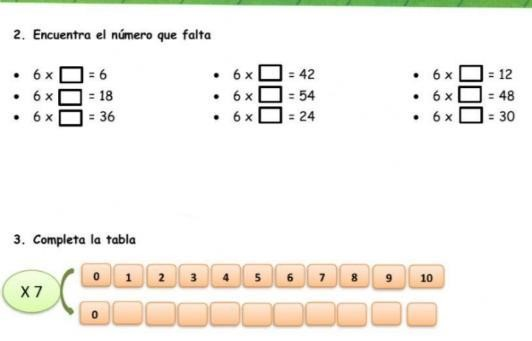 2. Encuentra el número que falta
• 6 x □ = 6 • 6 x □ = 42 • 6 x □ = 12
• 6 x □ = 18 • 6 x □ = 54 • 6 x □ = 48
• 6 x □ = 36 • 6 x □ = 24 • 6 x □ = 30
3. Completa la tabla
X 7
0 1 2 3 4 5 6 7 8 9 10
0